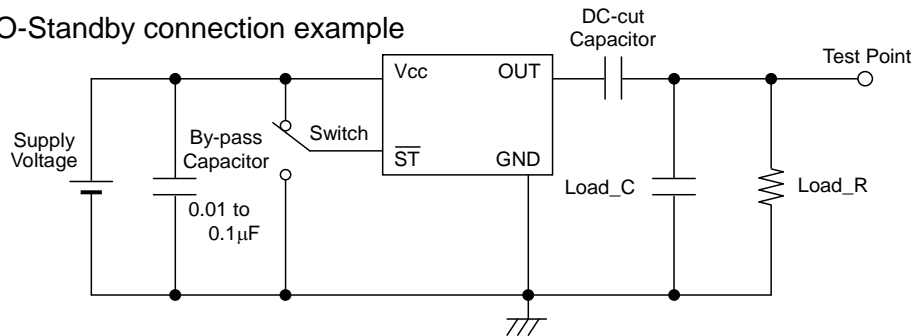 O-Standby connection example
DC-cut
Capacitor
Test Point
Vcc
OUT
Supply
Voltage
By-pass
Capacitor
Switch
S̅T̅
GND
Load_C
Load_R
0.01 to
0.1μF